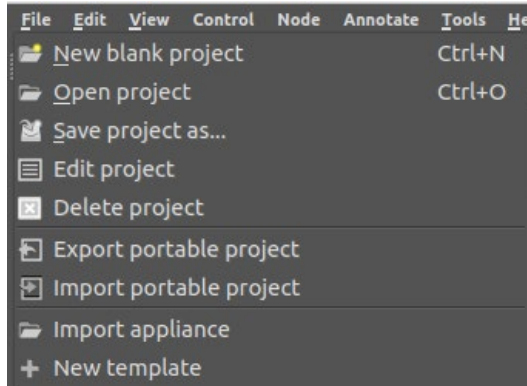 File Edit View Control Node Annotate Tools He
New blank project Ctrl+N
Open project Ctrl+O
Save project as...
Edit project
Delete project
Export portable project
Import portable project
Import appliance
New template